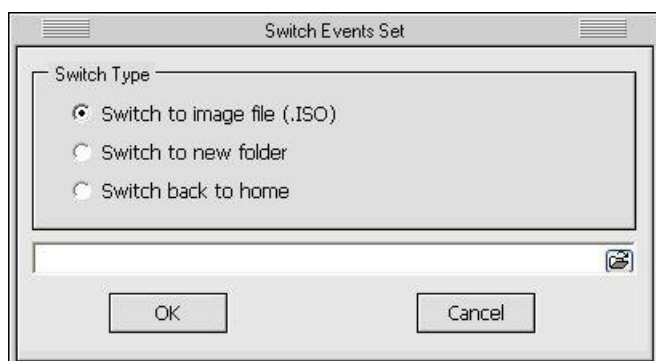 Switch Events Set
Switch Type
Switch to image file (.ISO)
Switch to new folder
Switch back to home
OK
Cancel